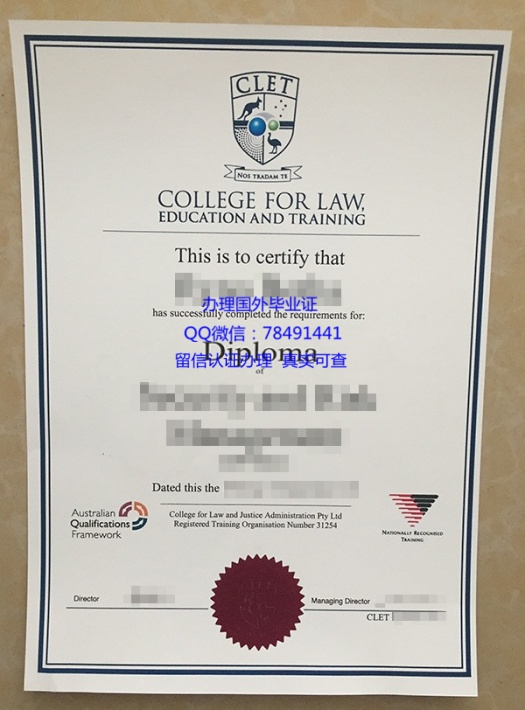 CLET
NOS TRADAM TE
COLLEGE FOR LAW,
EDUCATION AND TRAINING
This is to certify that
办理国外毕业证
has successfully completed the requirements for:
QQ微信：78491441
Diploma
留信认证办理 真实可查
of
Dated this the
Australian
Qualifications
Framework
College for Law and Justice Administration Pty Ltd
Registered Training Organisation Number 31254
NATIONALLY RECOGNISED
TRAINING
CLET
Director
Managing Director
CLET